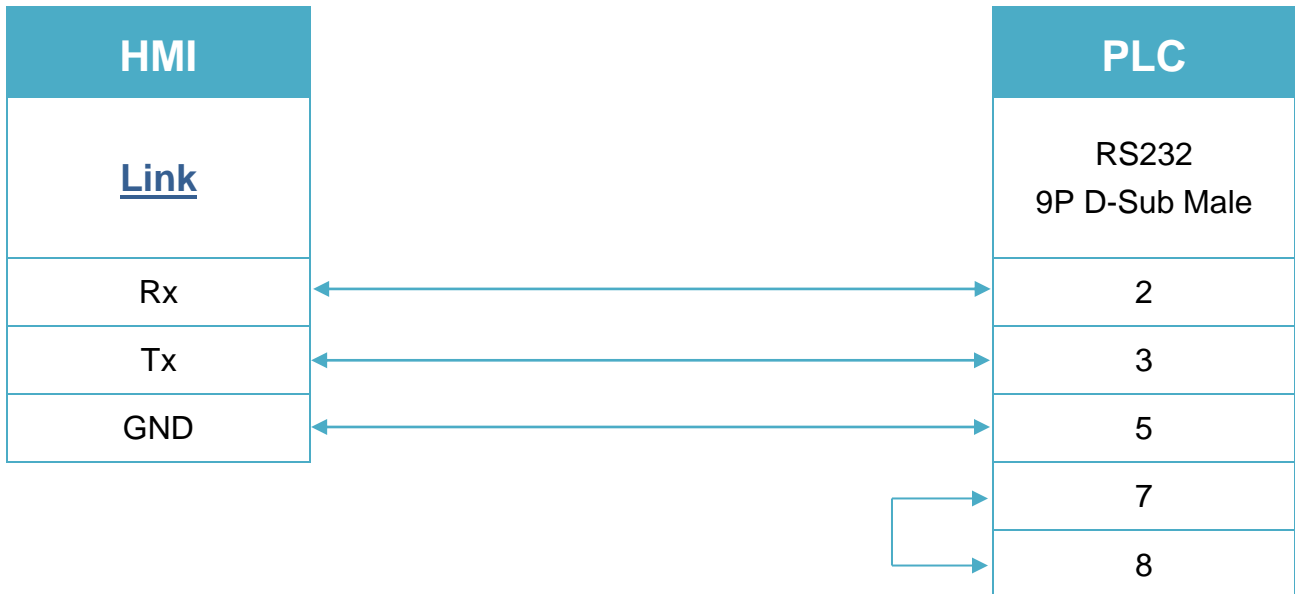 HMI
PLC
Link
RS232
9P D-Sub Male
Rx
2
Tx
3
GND
5
7
8